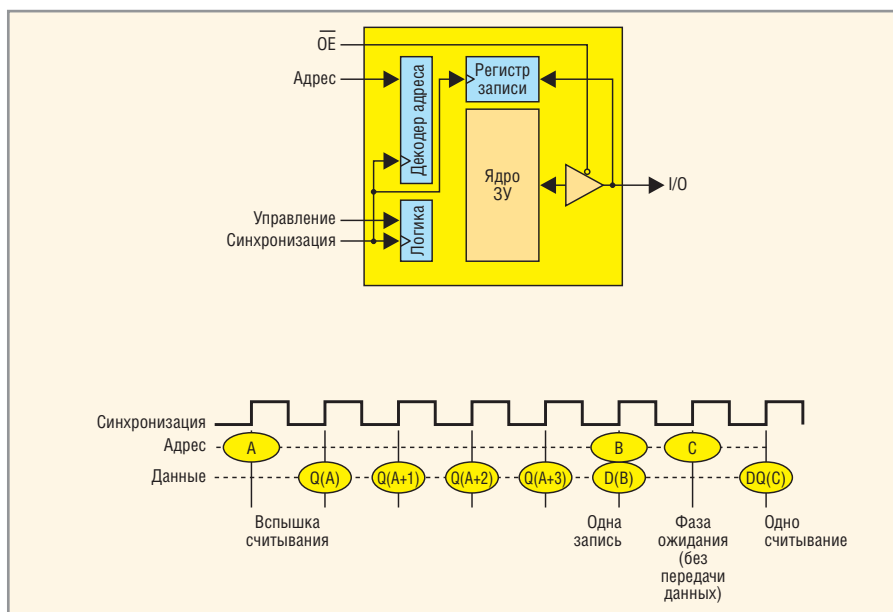 OE
Адрес
Декодер адреса
Регистр
записи
Ядро
ЗУ
I/O
Управление
Синхронизация
Логика
Синхронизация
Адрес
A
B
C
Данные
Q(A)
Q(A+1)
Q(A+2)
Q(A+3)
D(B)
DQ(C)
Вспышка
считывания
Одна
запись
Фаза
ожидания
(без
передачи
данных)
Одно
считывание